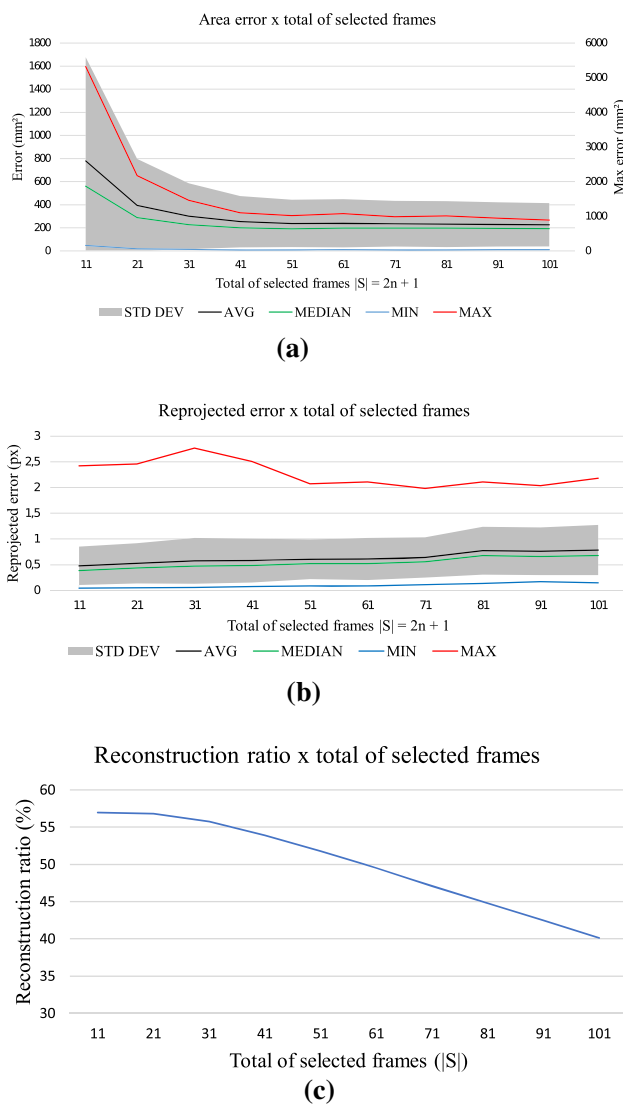 Area error x total of selected frames
1800 6000
1600 5000
1400
1200 4000
1000 3000
800
600 2000
400 1000
200
0 0
Error (mm²)
Max error (mm²)
11 21 31 41 51 61 71 81 91 101
Total of selected frames |S| = 2n + 1
STD DEV AVG MEDIAN MIN MAX
(a)
Reprojected error x total of selected frames
3
2,5
2
1,5
1
0,5
0
Reprojected error (px)
11 21 31 41 51 61 71 81 91 101
Total of selected frames |S| = 2n + 1
STD DEV AVG MEDIAN MIN MAX
(b)
Reconstruction ratio x total of selected frames
60
55
50
45
40
35
30
Reconstruction ratio (%)
11 21 31 41 51 61 71 81 91 101
Total of selected frames (|S|)
(c)